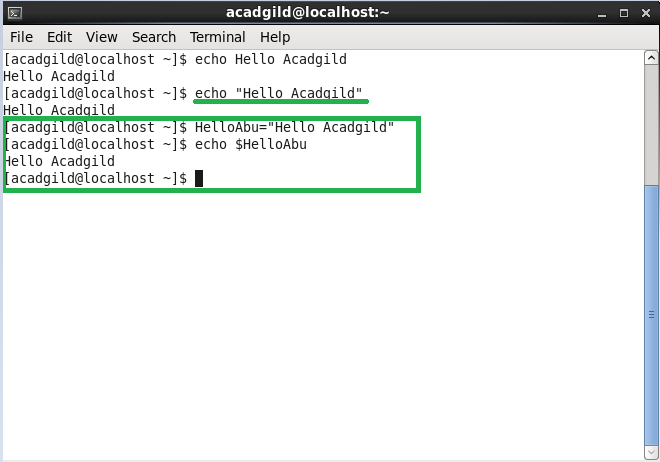 acadgild@localhost:~
File Edit View Search Terminal Help
[acadgild@localhost ~]$ echo Hello Acadgild
Hello Acadgild
[acadgild@localhost ~]$ echo "Hello Acadgild"
Hello Acadgild
[acadgild@localhost ~]$ HelloAbu="Hello Acadgild"
[acadgild@localhost ~]$ echo $HelloAbu
Hello Acadgild
[acadgild@localhost ~]$